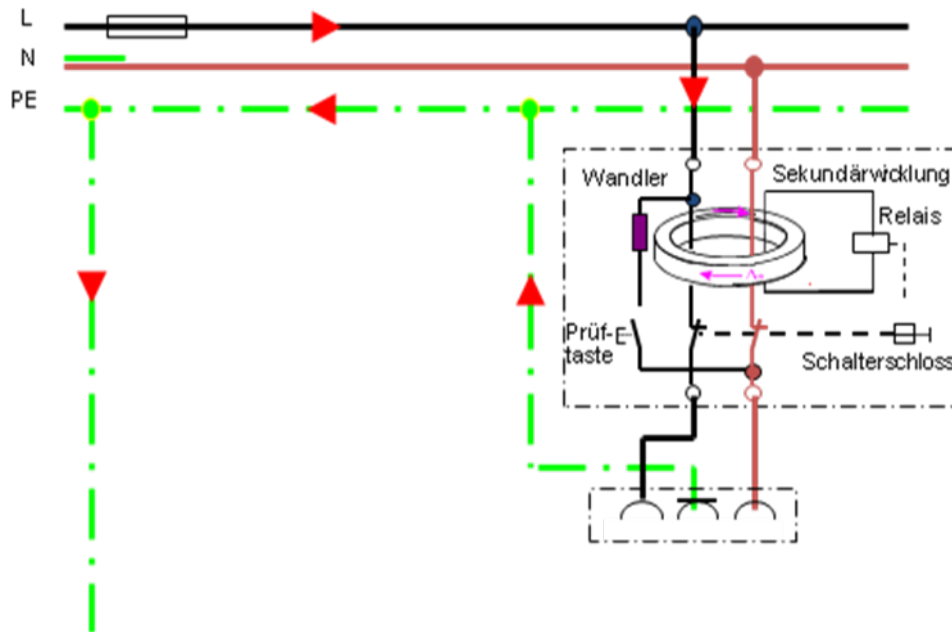 L
N
PE
Wandler
Sekundärwicklung
Relais
Prüf-
taste
Schalterschloss